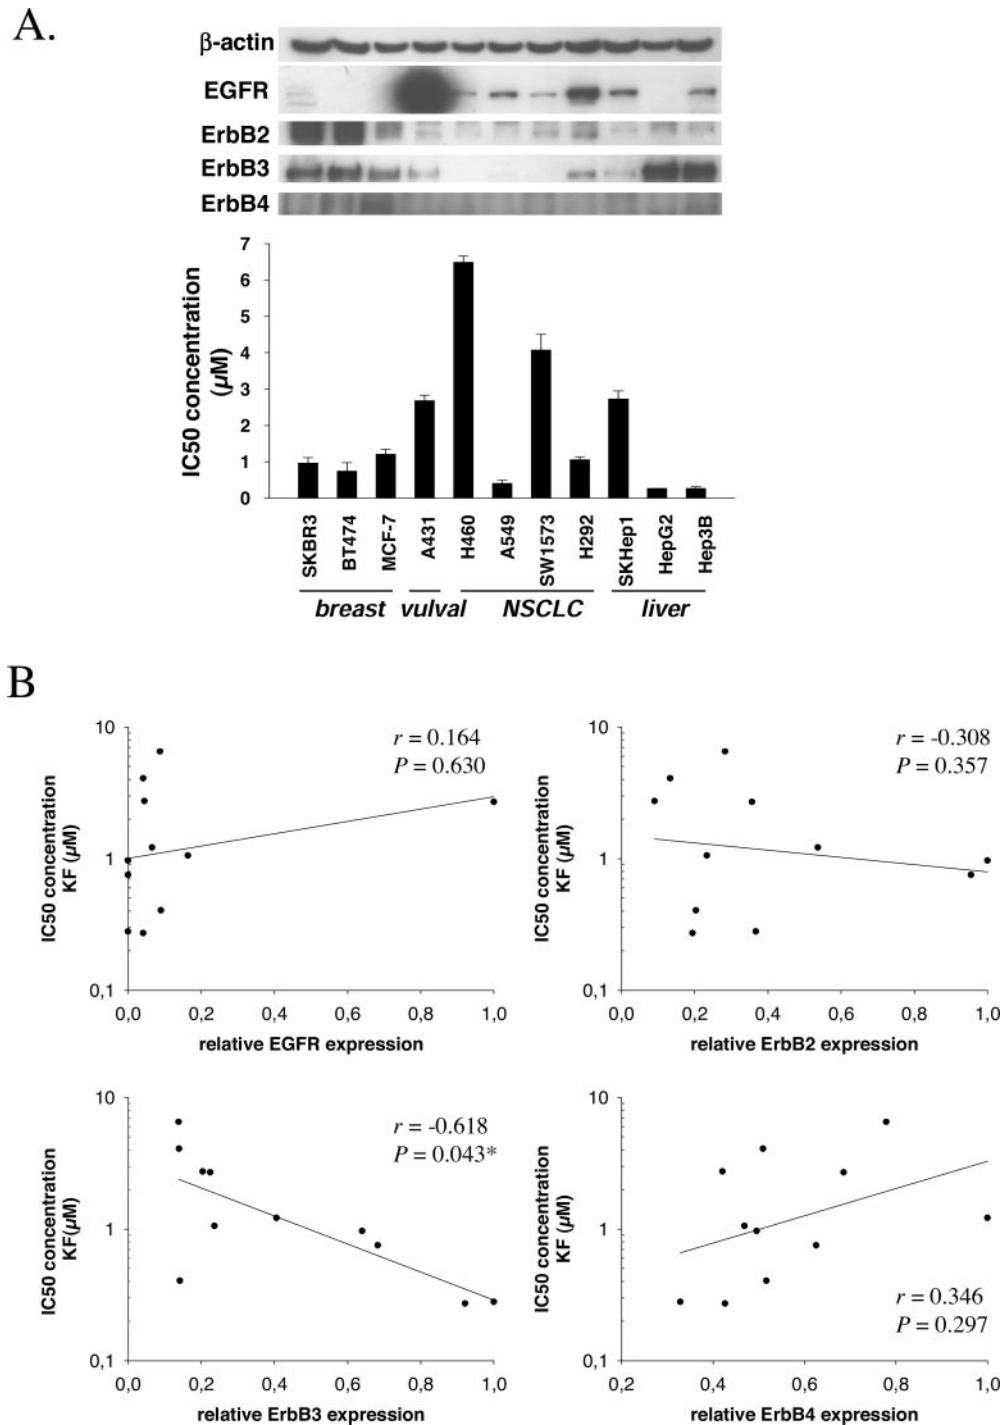 A.
β-actin
EGFR
ErbB2
ErbB3
ErbB4
IC50 concentration
(µM)
7
6
5
4
3
2
1
0
SKBR3
BT474
MCF-7
A431
H460
A549
SW1573
H292
SKHep1
HepG2
Hep3B
breast
vulval
NSCLC
liver
B
IC50 concentration
KF (µM)
10
1
0,1
r = 0.164
P = 0.630
0,0 0,2 0,4 0,6 0,8 1,0
relative EGFR expression
IC50 concentration
KF (µM)
10
1
0,1
r = -0.308
P = 0.357
0,0 0,2 0,4 0,6 0,8 1,0
relative ErbB2 expression
IC50 concentration
KF(µM)
10
1
0,1
r = -0.618
P = 0.043*
0,0 0,2 0,4 0,6 0,8 1,0
relative ErbB3 expression
IC50 concentration
KF (µM)
10
1
0,1
r = 0.346
P = 0.297
0,2 0,4 0,6 0,8 1,0
relative ErbB4 expression